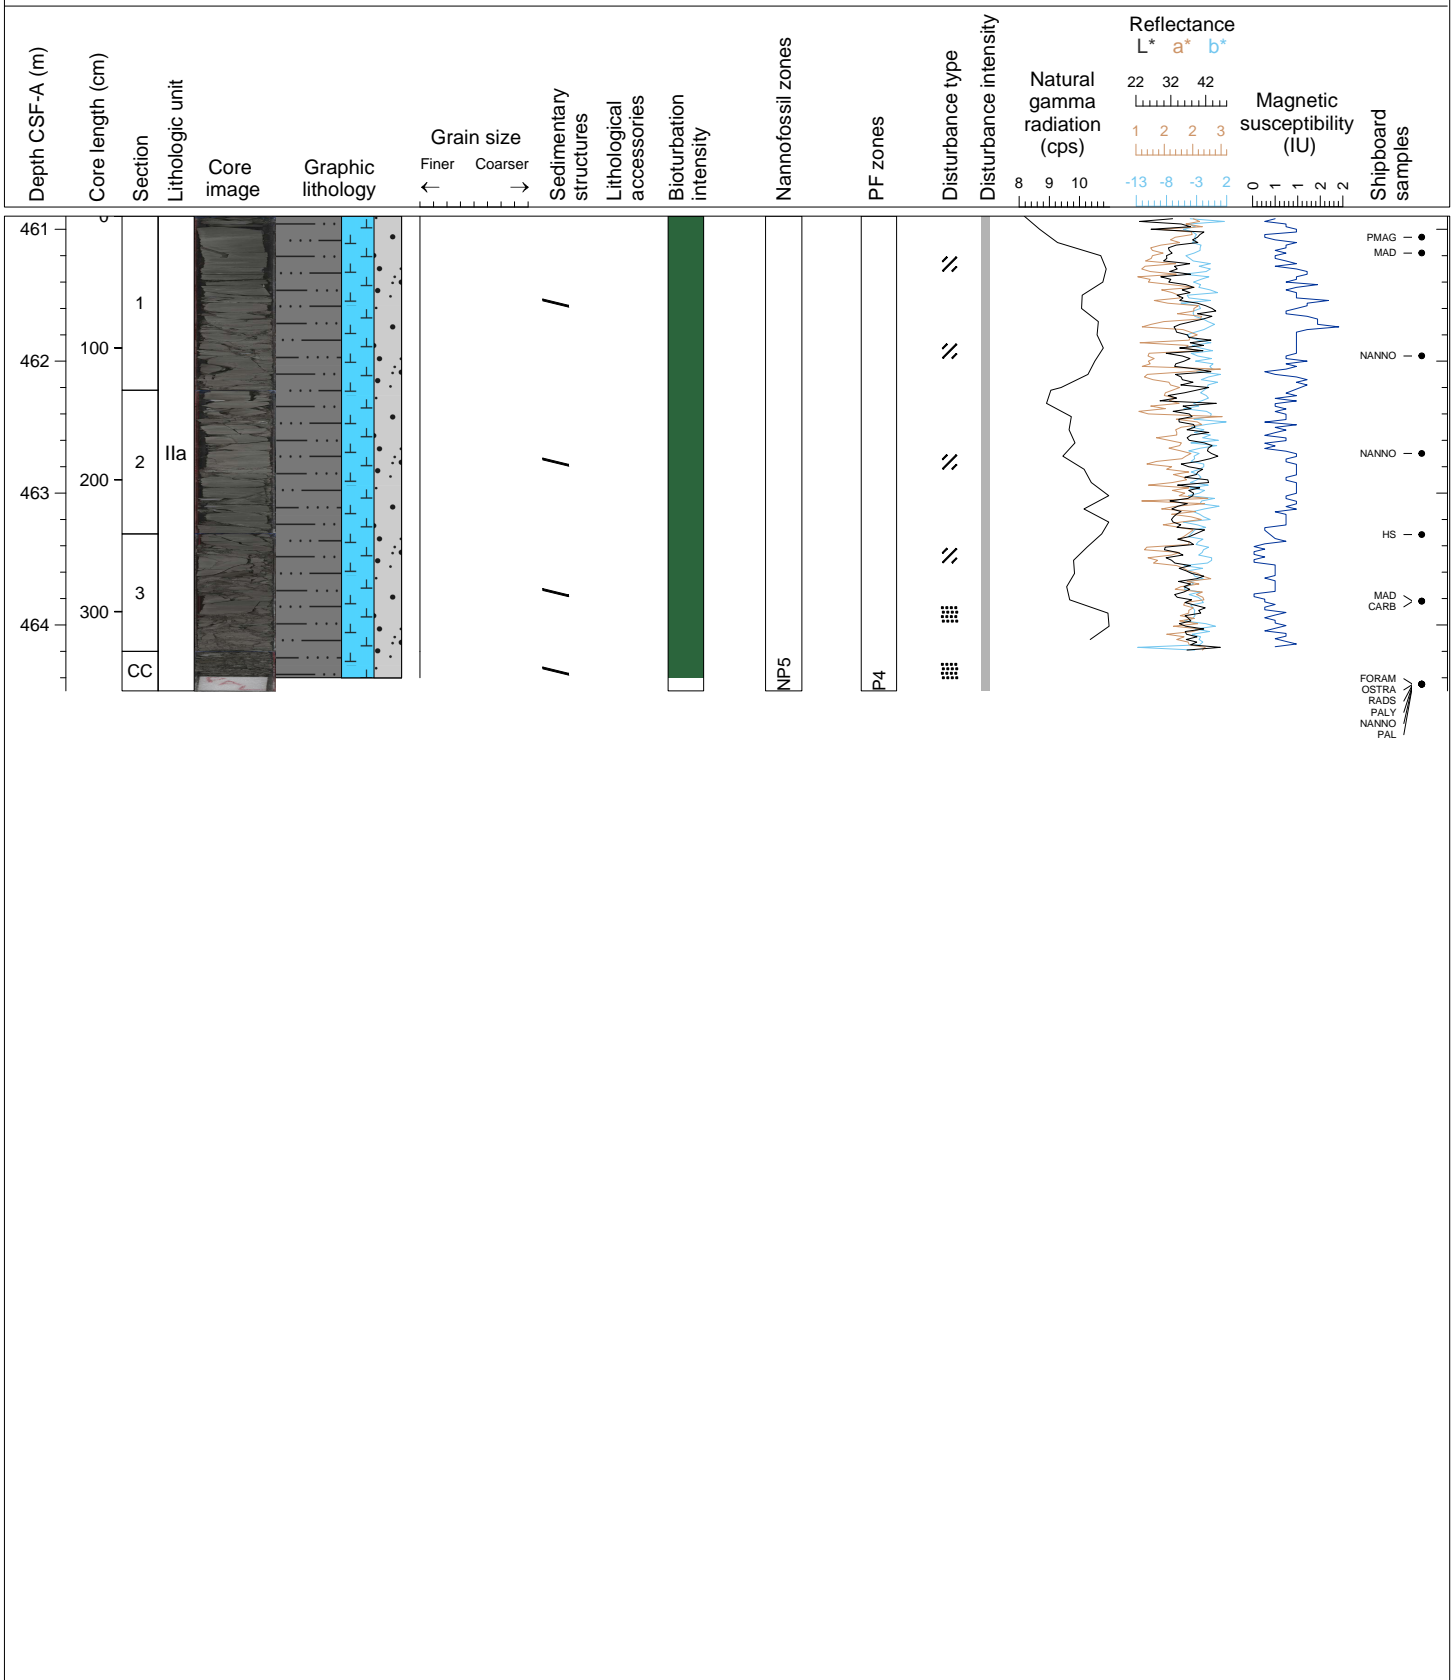 Depth CSF-A (m)
Core length (cm)
Section
Lithologic unit
Core
image
Graphic
lithology
Grain size
Finer Coarser
← →
Sedimentary
structures
Lithological
accessories
Bioturbation
intensity
Nannofossil zones
PF zones
Disturbance type
Disturbance intensity
Natural
gamma
radiation
(cps)
8 9 10
Reflectance
L* a* b*
22 32 42
1 2 2 3
-13 -8 -3 2
Magnetic
susceptibility
(IU)
0 1 1 2 2
Shipboard
samples
461
462
463
464
0
100
200
300
1
2
3
CC
IIa
NP5
P4
PMAG
MAD
NANNO
NANNO
HS
MAD
CARB
FORAM
OSTRA
RADS
PALY
NANNO
PAL